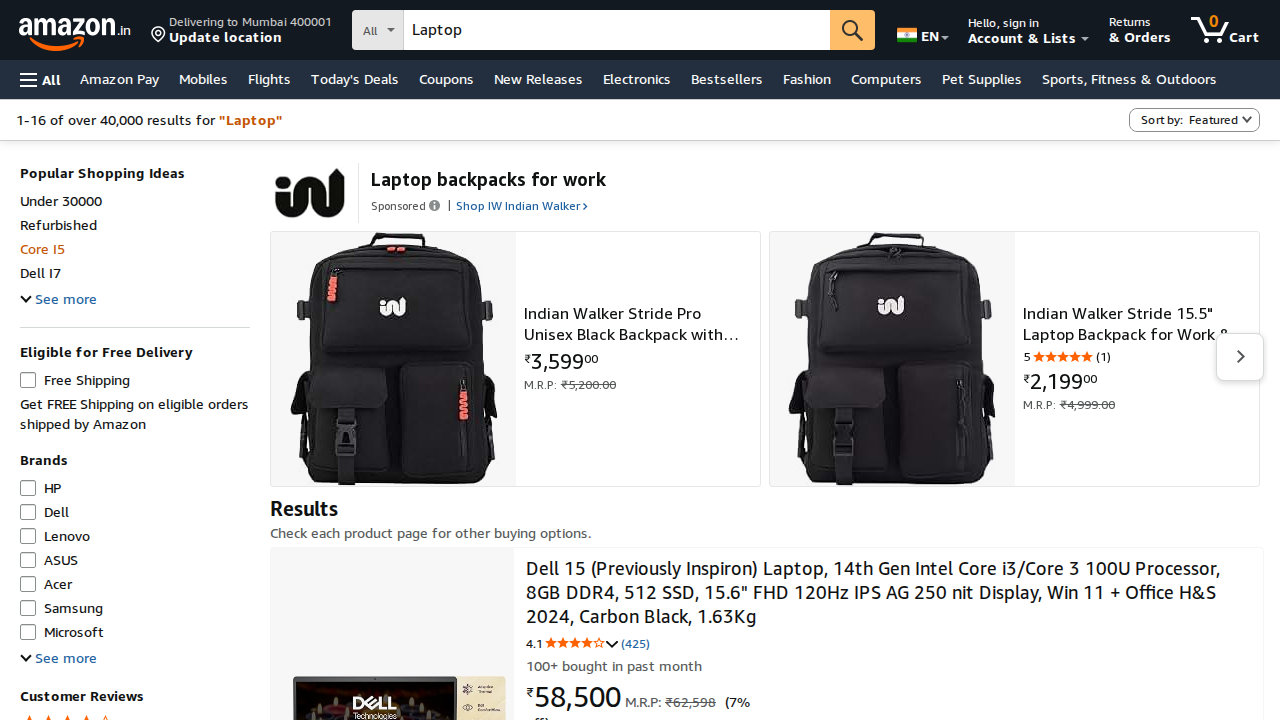 amazon.in
Delivering to Mumbai 400001
Update location
All
Laptop
EN
Hello, sign in
Account & Lists
Returns
& Orders
0
Cart
All
Amazon Pay
Mobiles
Flights
Today's Deals
Coupons
New Releases
Electronics
Bestsellers
Fashion
Computers
Pet Supplies
Sports, Fitness & Outdoors
1-16 of over 40,000 results for "Laptop"
Sort by: Featured
Popular Shopping Ideas
Under 30000
Refurbished
Core I5
Dell I7
See more
Eligible for Free Delivery
Free Shipping
Get FREE Shipping on eligible orders
shipped by Amazon
Brands
HP
Dell
Lenovo
ASUS
Acer
Samsung
Microsoft
See more
Customer Reviews
Laptop backpacks for work
Sponsored | Shop IW Indian Walker
Indian Walker Stride Pro
Unisex Black Backpack with…
₹3,59900
M.R.P: ₹5,200.00
Indian Walker Stride 15.5"
Laptop Backpack for Work &
5 (1)
₹2,19900
M.R.P: ₹4,999.00
Results
Check each product page for other buying options.
Dell 15 (Previously Inspiron) Laptop, 14th Gen Intel Core i3/Core 3 100U Processor,
8GB DDR4, 512 SSD, 15.6" FHD 120Hz IPS AG 250 nit Display, Win 11 + Office H&S
2024, Carbon Black, 1.63Kg
4.1 (425)
100+ bought in past month
₹58,500 M.R.P: ₹62,598 (7%
DELL
Technologies